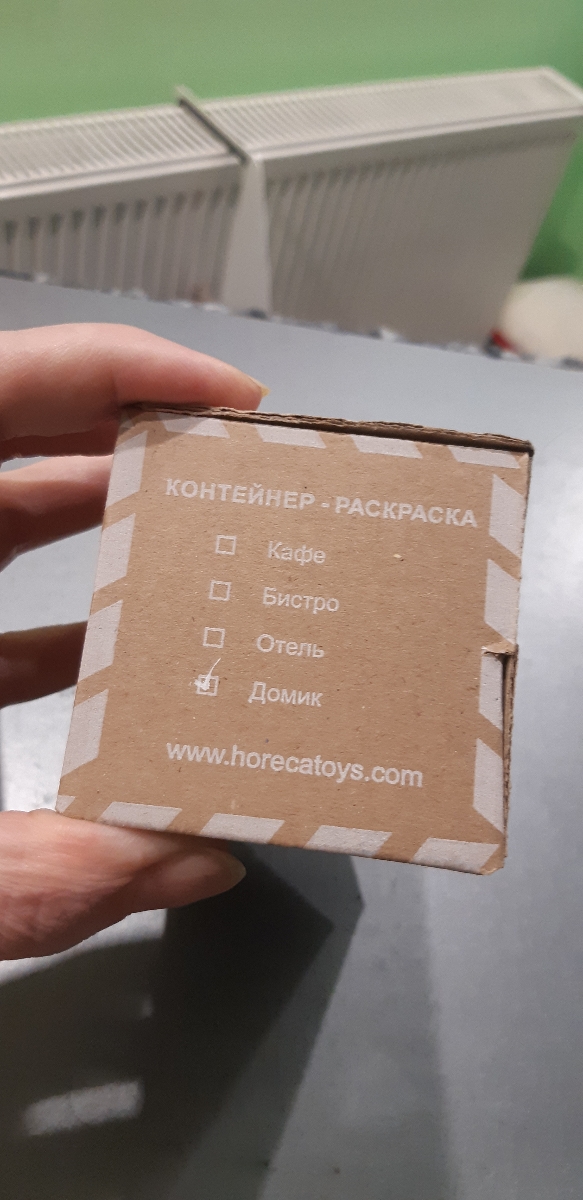 КОНТЕЙНЕР - РАСКРАСКА
Кафе
Бистро
Отель
Домик
www.horecatoys.com